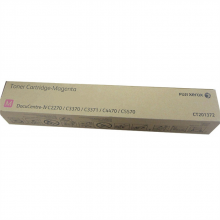 Toner Cartridge-Magenta
FUJI XEROX
DocuCentre-IV C2270 / C3370 / C3371 / C4470 / C5570
CT201372